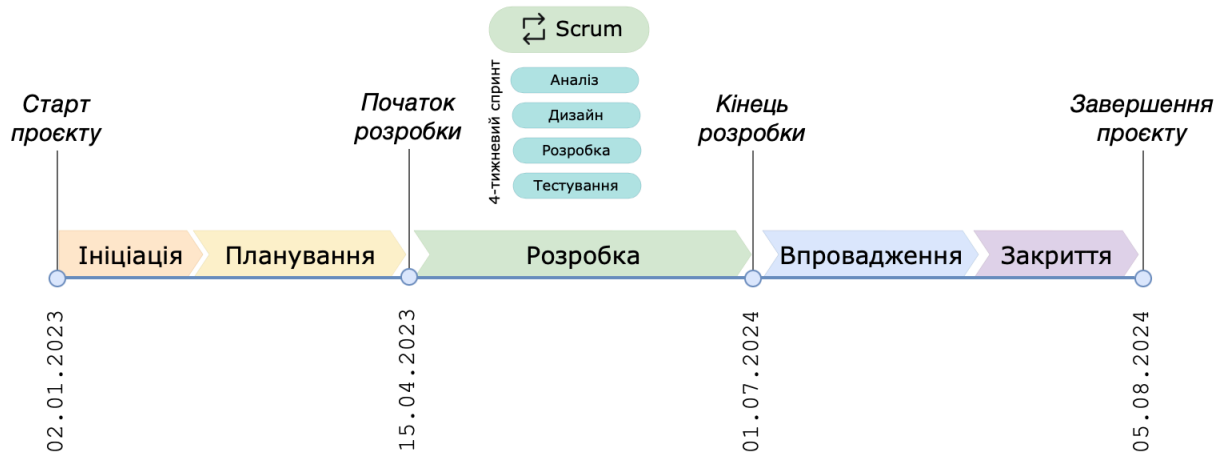 Scrum
4-тижневий спринт
Аналіз
Дизайн
Розробка
Тестування
Старт
проєкту
Початок
розробки
Кінець
розробки
Завершення
проєкту
Ініціація
Планування
Розробка
Впровадження
Закриття
02.01.2023
15.04.2023
01.07.2024
05.08.2024